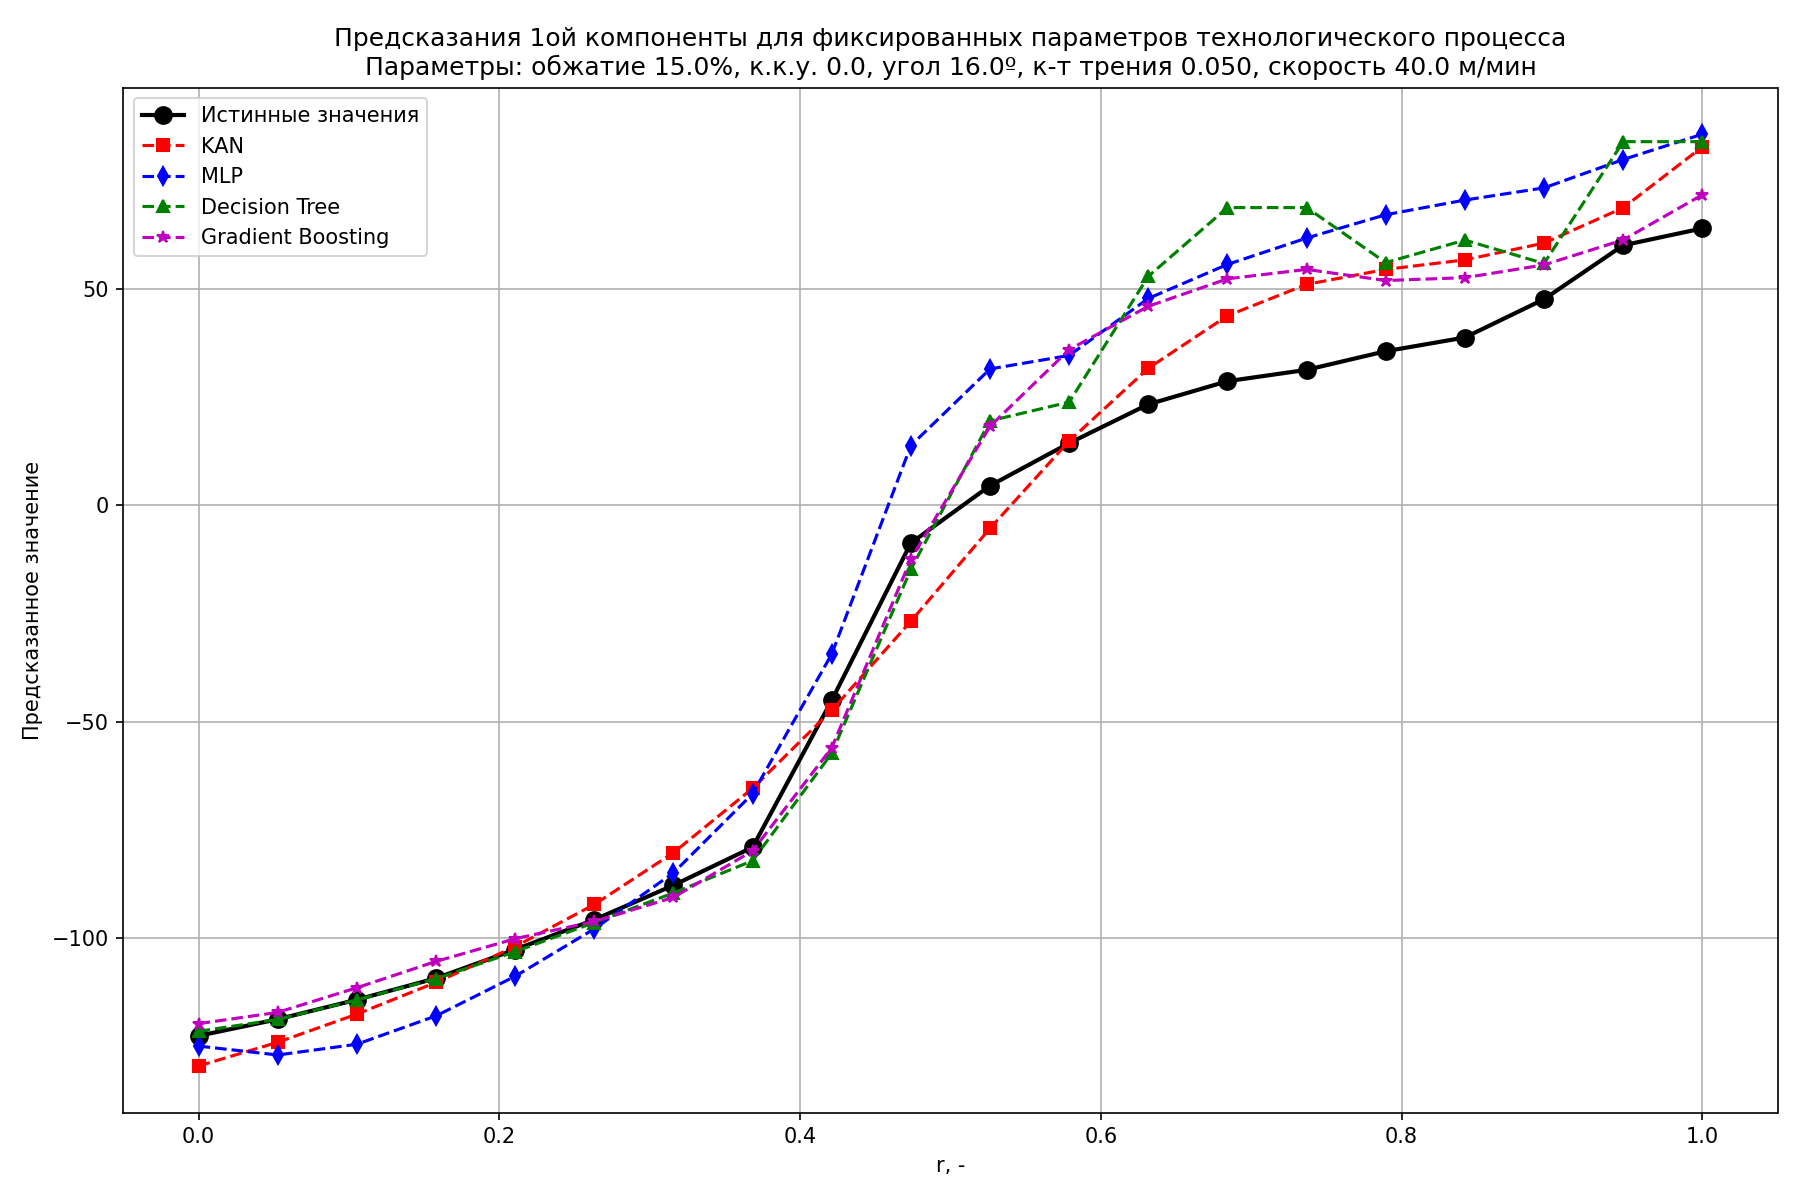 Предсказания 1ой компоненты для фиксированных параметров технологического процесса
Параметры: обжатие 15.0%, к.к.у. 0.0, угол 16.0º, к-т трения 0.050, скорость 40.0 м/мин
Истинные значения
KAN
MLP
Decision Tree
Gradient Boosting
Предсказанное значение
50
0
−50
−100
0.0
0.2
0.4
0.6
0.8
1.0
r, -